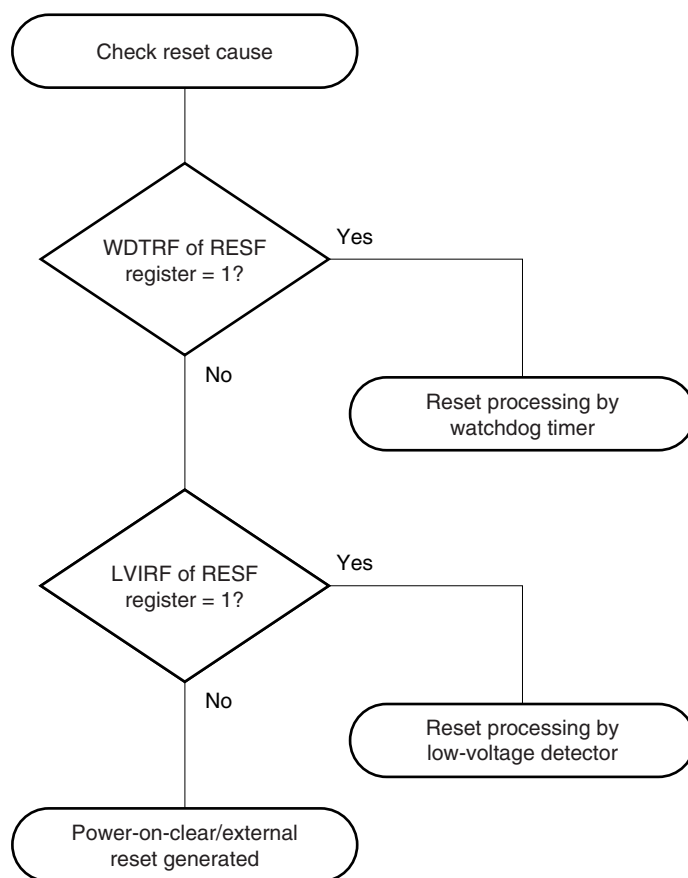 Check reset cause
WDTRF of RESF
register = 1?
Yes
No
Reset processing by
watchdog timer
LVIRF of RESF
register = 1?
Yes
No
Reset processing by
low-voltage detector
Power-on-clear/external
reset generated